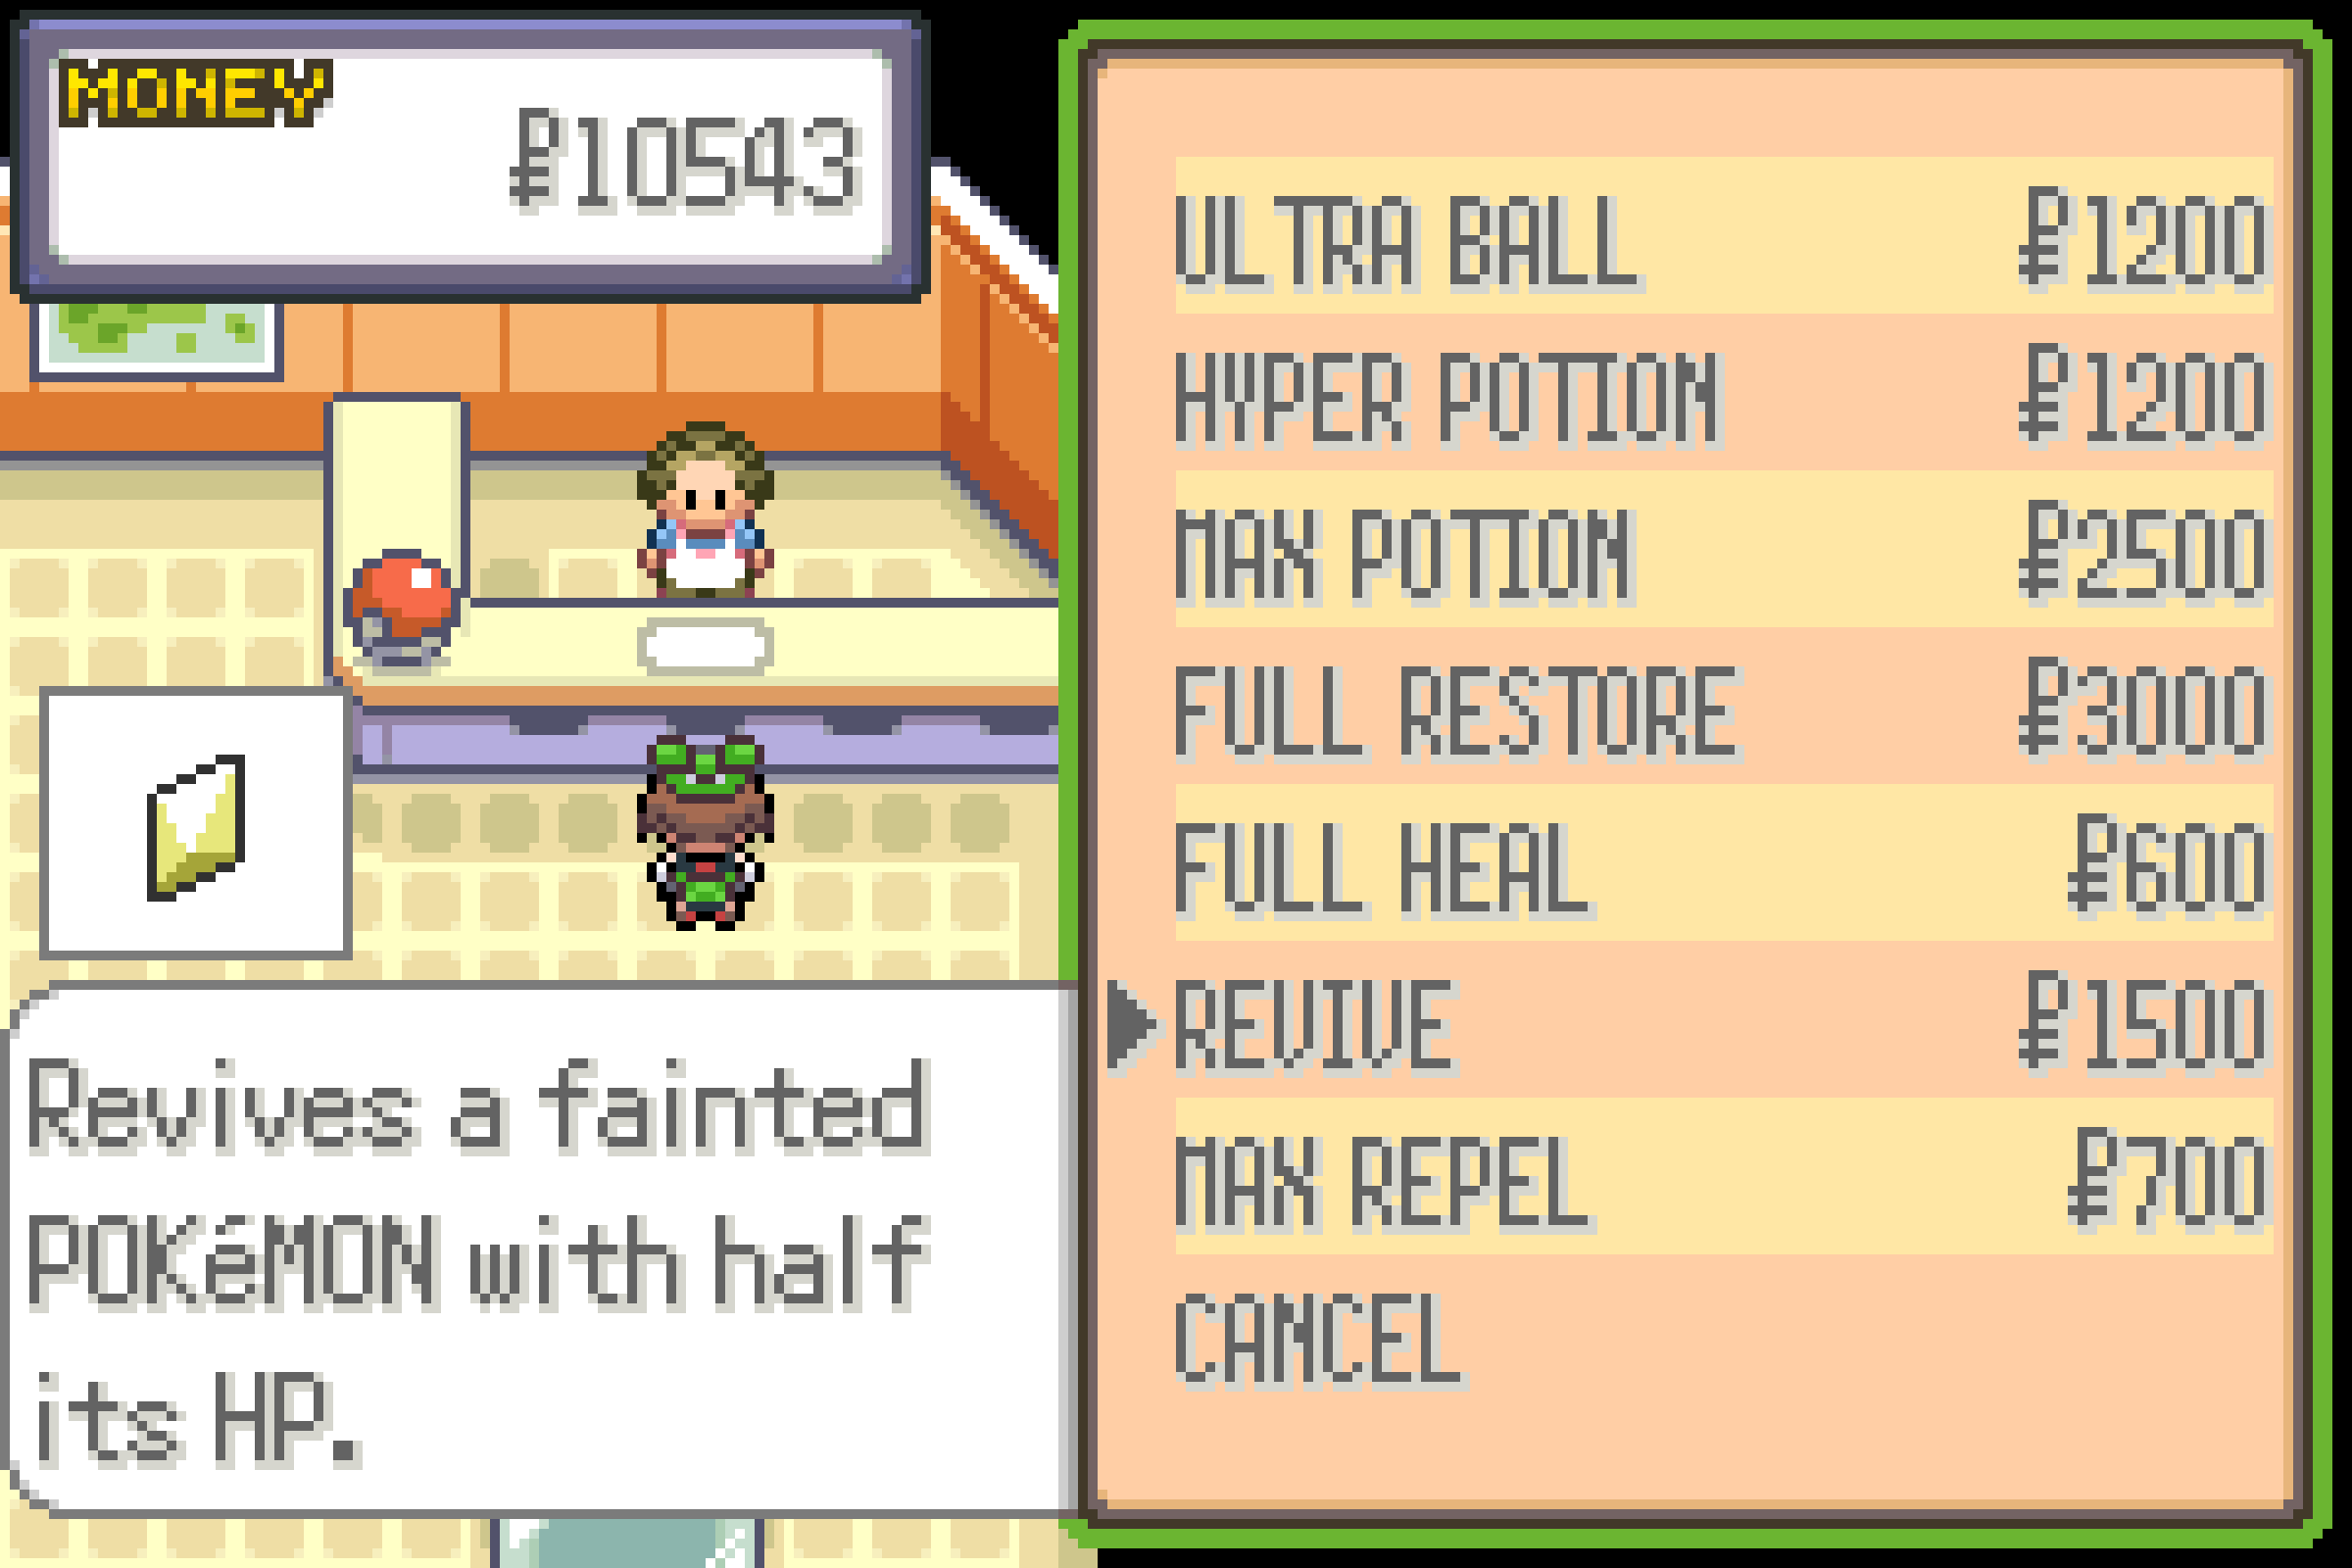 MONEY
₽10543
ULTRA BALL ₽1200
HYPER POTION ₽1200
MAX POTION ₽2500
FULL RESTORE ₽3000
FULL HEAL ₽600
REVIVE ₽1500
MAX REPEL ₽700
CANCEL
Revives a fainted
POKéMON with half
its HP.